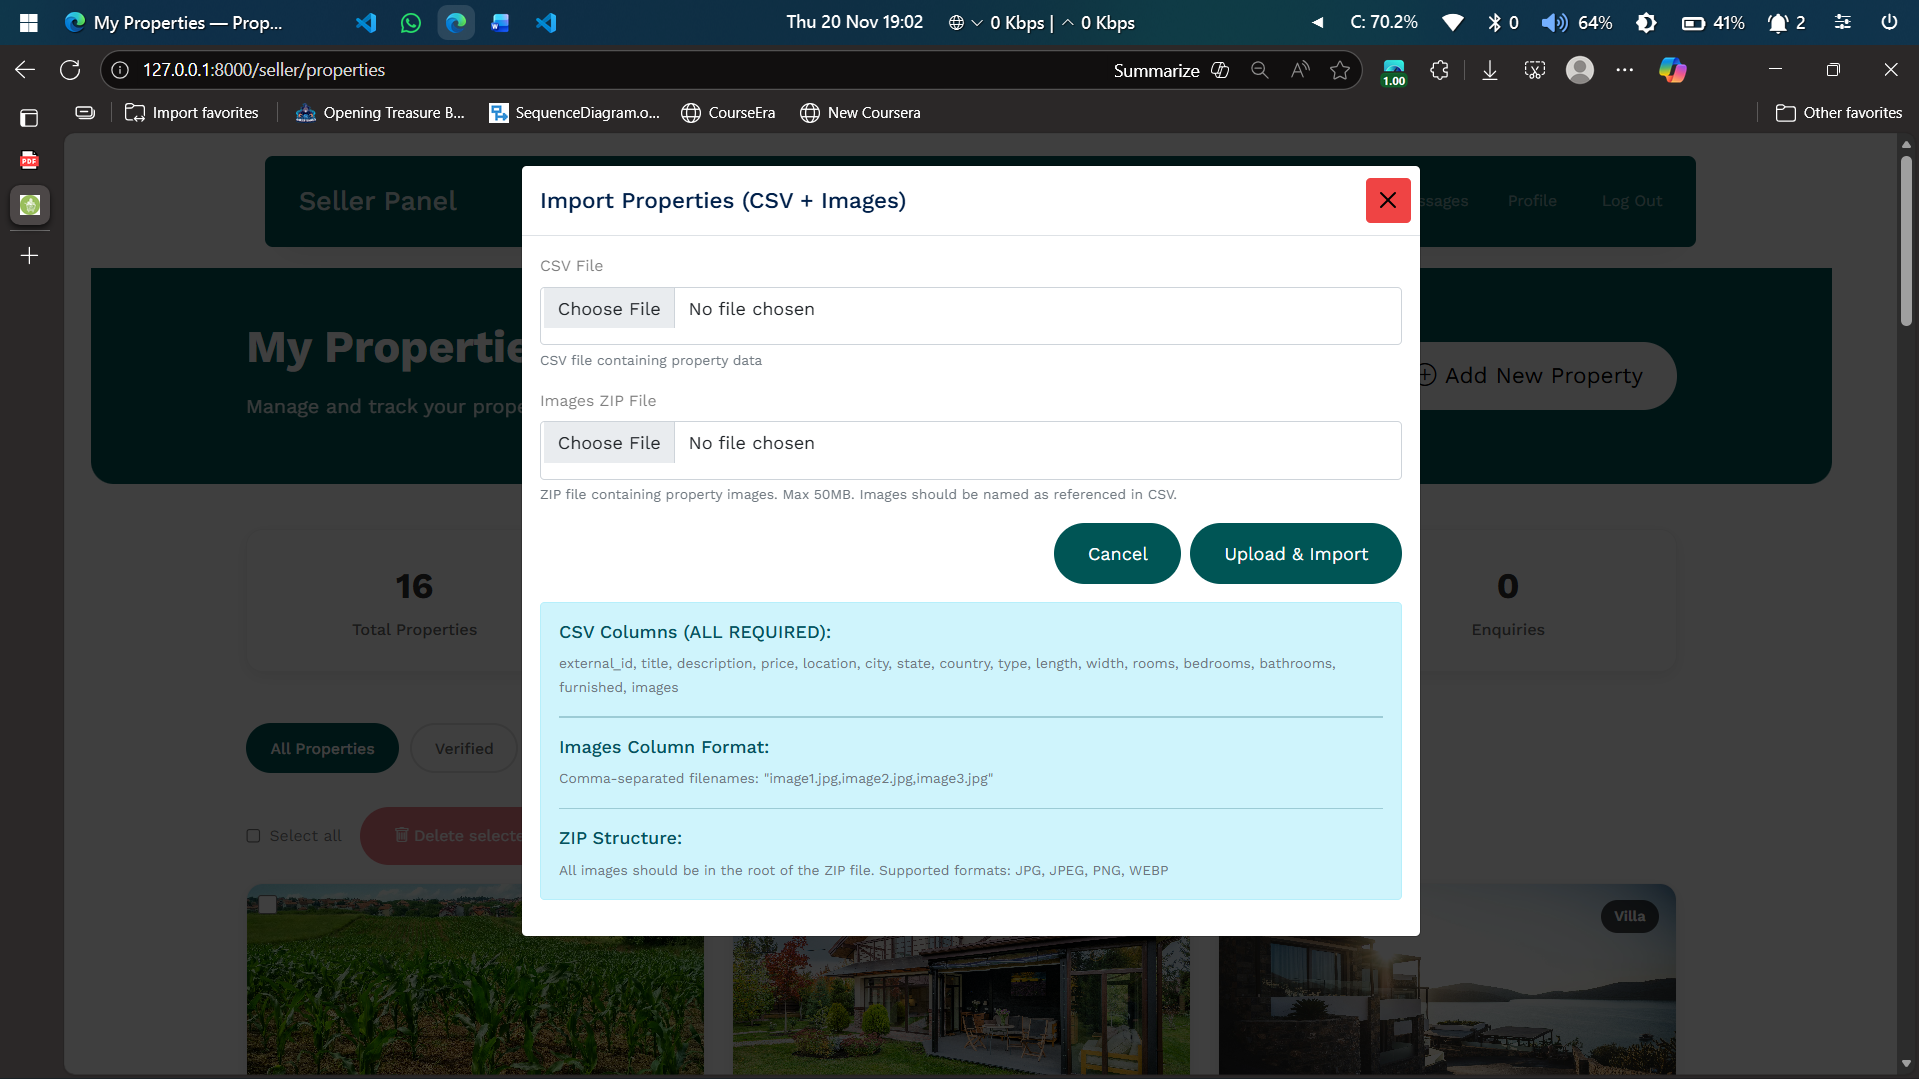 My Properties — Prop...
Thu 20 Nov 19:02
0 Kbps | 0 Kbps
C: 70.2%
0
64%
41%
2
127.0.0.1:8000/seller/properties
Summarize
1.00
Import favorites
Opening Treasure B...
SequenceDiagram.o...
CourseEra
New Coursera
Other favorites
PDF
Seller Panel
ssages
Profile
Log Out
Import Properties (CSV + Images)
CSV File
Choose File
No file chosen
CSV file containing property data
Images ZIP File
Choose File
No file chosen
ZIP file containing property images. Max 50MB. Images should be named as referenced in CSV.
Cancel
Upload & Import
CSV Columns (ALL REQUIRED):
external_id, title, description, price, location, city, state, country, type, length, width, rooms, bedrooms, bathrooms,
furnished, images
Images Column Format:
Comma-separated filenames: "image1.jpg,image2.jpg,image3.jpg"
ZIP Structure:
All images should be in the root of the ZIP file. Supported formats: JPG, JPEG, PNG, WEBP
My Propertie
Manage and track your prope
Add New Property
16
Total Properties
0
Enquiries
All Properties
Verified
Select all
Delete selecte
Villa